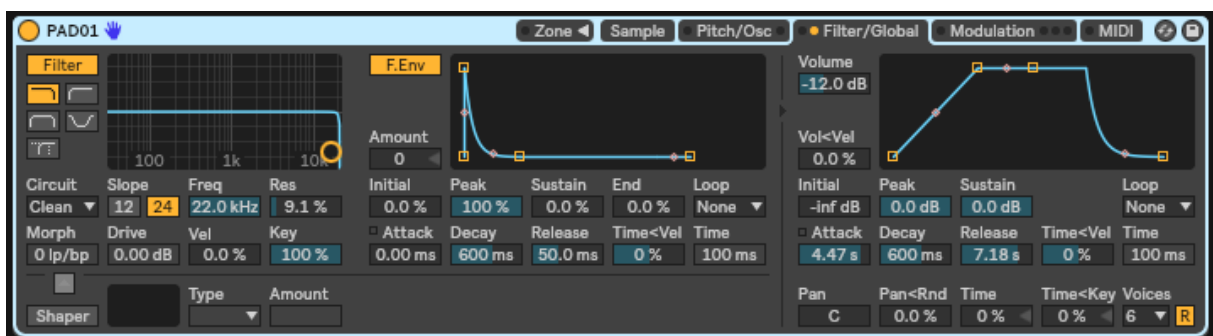 PAD01 Zone Sample Pitch/Osc Filter/Global Modulation MIDI
Filter F.Env Volume
-12.0 dB
Amount Vol<Vel
100 1k 10k 0 0.0 %
Circuit Slope Freq Res Initial Peak Sustain End Loop Initial Peak Sustain Loop
Clean 12 24 22.0 kHz 9.1 % 0.0 % 100 % 0.0 % 0.0 % None -inf dB 0.0 dB 0.0 dB None
Morph Drive Vel Key Attack Decay Release Time<Vel Time Attack Decay Release Time<Vel Time
0 lp/bp 0.00 dB 0.0 % 100 % 0.00 ms 600 ms 50.0 ms 0 % 100 ms 4.47 s 600 ms 7.18 s 0 % 100 ms
Type Amount Pan Pan<Rnd Time Time<Key Voices
Shaper C 0.0 % 0 % 0 % 6 R